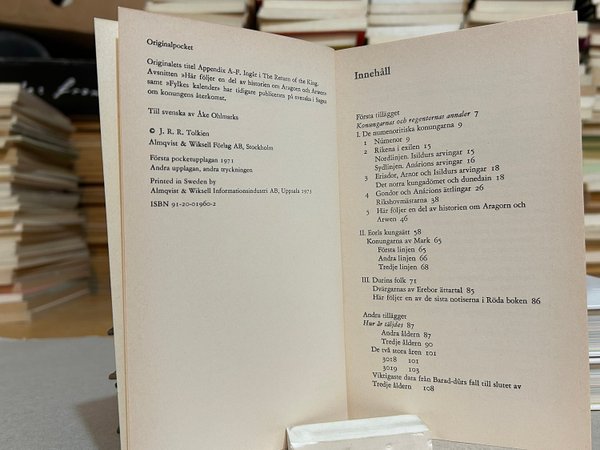 Originalpocket
Originalets titel Appendix A–F. Ingår i The Return of the King.
Avsnitten »Här följer en del av historien om Aragorn och Arwen»
samt »Fylkes kalender» har tidigare publicerats på svenska i Sagan
om konungens återkomst.
Till svenska av Åke Ohlmarks
© J. R. R. Tolkien
Almqvist & Wiksell Förlag AB, Stockholm
Första pocketupplagan 1971
Andra upplagan, andra tryckningen
Printed in Sweden by
Almqvist & Wiksell Informationsindustri AB, Uppsala 1973
ISBN 91-20-01960-2
Innehåll
Första tillägget
Konungarnas och regenternas annaler 7
I. De numenoritiska konungarna 9
1 Númenor 9
2 Rikena i exilen 15
Nordlinjen. Isildurs arvingar 15
Sydlinjen. Anárions arvingar 16
3 Eriador, Arnor och Isildurs arvingar 18
Det norra kungadömet och dúnedain 18
4 Gondor och Anárions ättlingar 26
Rikshovmästarna 38
5 Här följer en del av historien om Aragorn och
Arwen 46
II. Eorls kungaätt 58
Konungarna av Mark 65
Första linjen 65
Andra linjen 66
Tredje linjen 68
III. Durins folk 71
Dvärgarnas av Erebor ättartal 85
Här följer en av de sista notiserna i Röda boken 86
Andra tillägget
Hur år täljdes 87
Andra åldern 87
Tredje åldern 90
De två stora åren 101
3018 101
3019 103
Viktigaste data från Barad-dûrs fall till slutet av
Tredje åldern 108